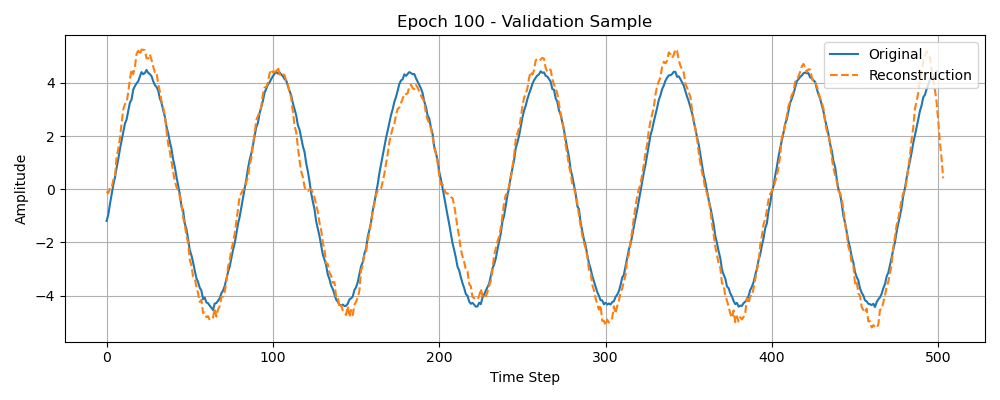 Epoch 100 - Validation Sample
Original
Reconstruction
4
2
0
−2
−4
Amplitude
0 100 200 300 400 500
Time Step